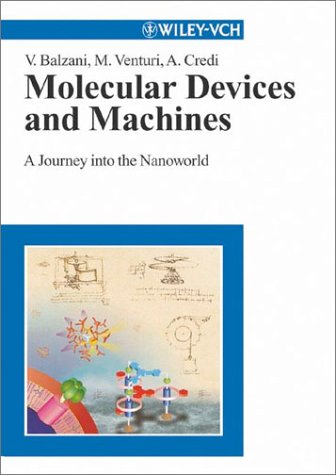 WILEY-VCH
V. Balzani, M. Venturi, A. Credi
Molecular Devices
and Machines
A Journey into the Nanoworld